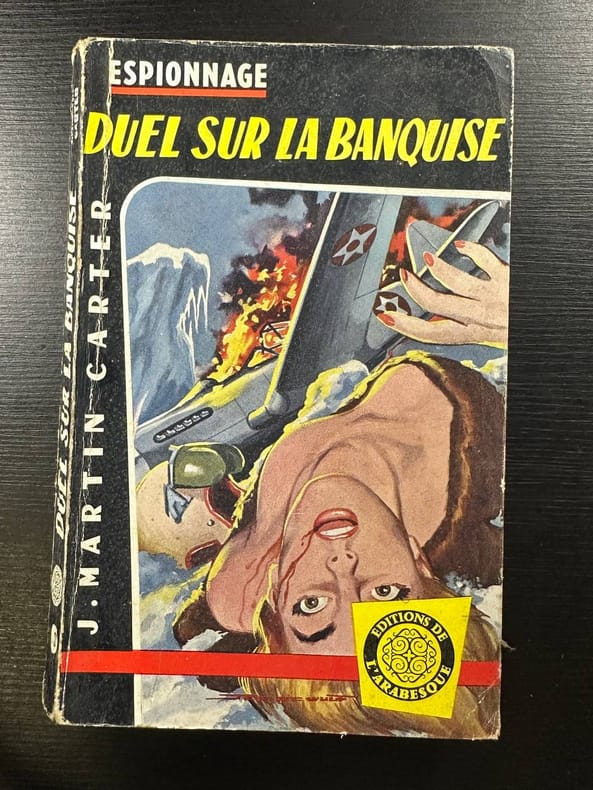 ESPIONNAGE
DUEL SUR LA BANQUISE
J. MARTIN CARTER
DUEL SUR LA BANQUISE
EDITIONS DE
L'ARABESQUE